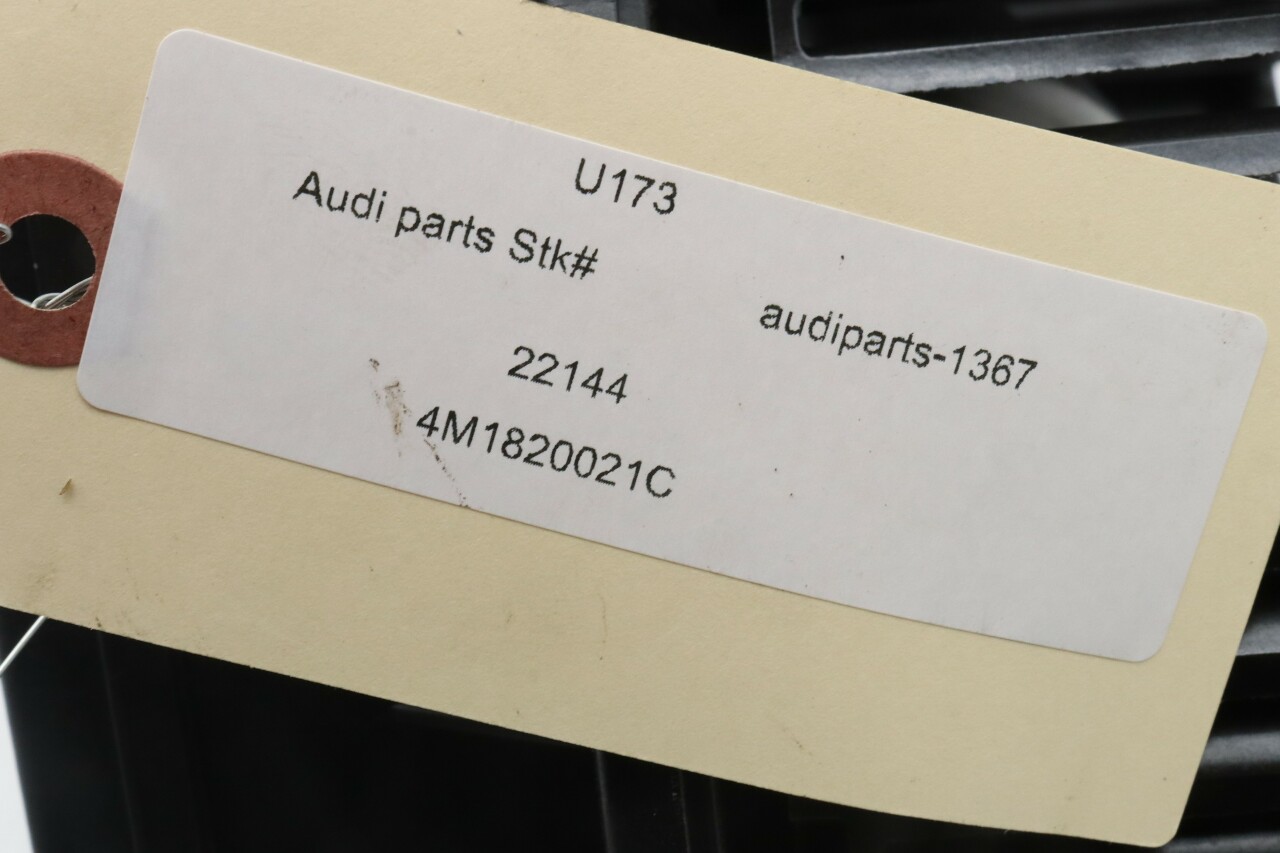 U173
Audi parts Stk#
audiparts-1367
22144
4M1820021C